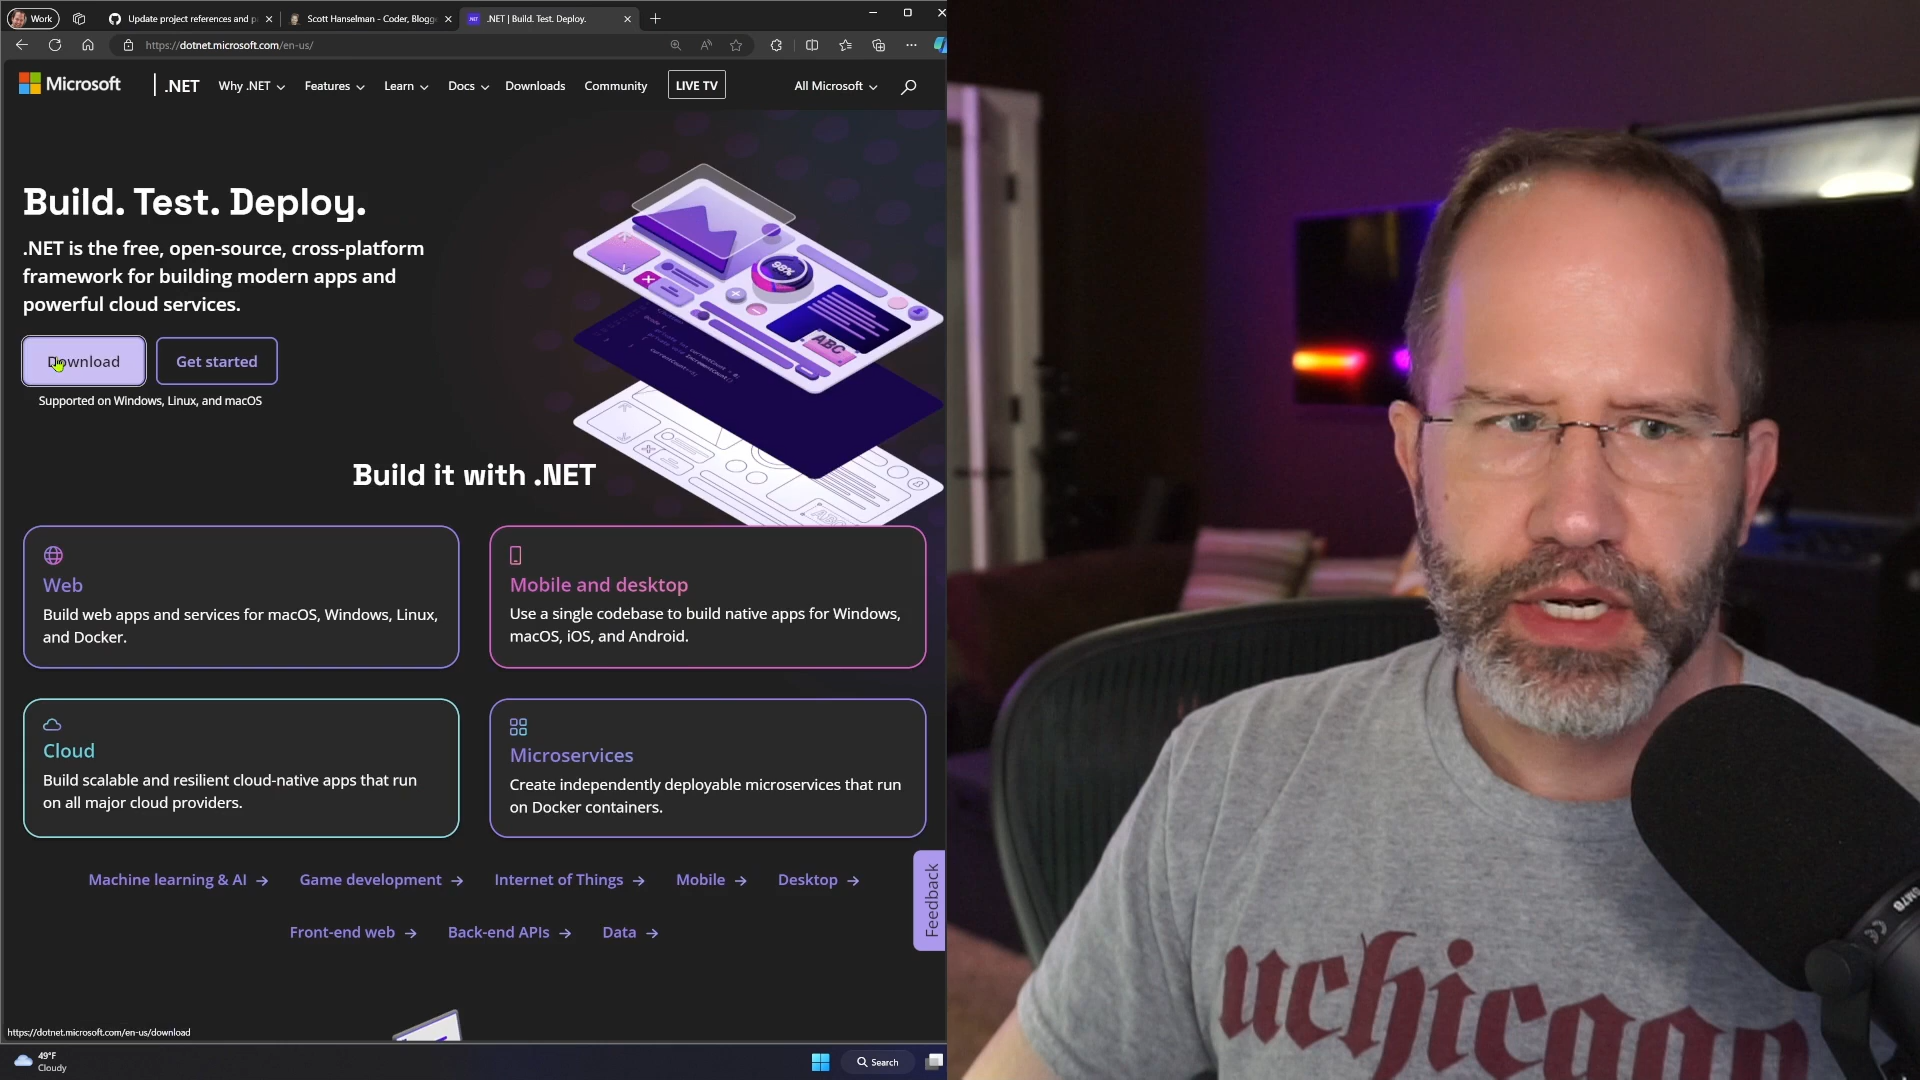 Work
Update project references and p
Scott Hanselman - Coder, Blogge
.NET | Build. Test. Deploy.
https://dotnet.microsoft.com/en-us/
Microsoft
.NET
Why .NET
Features
Learn
Docs
Downloads
Community
LIVE TV
All Microsoft
Build. Test. Deploy.
.NET is the free, open-source, cross-platform
framework for building modern apps and
powerful cloud services.
Download
Get started
Supported on Windows, Linux, and macOS
98%
ABC
Build it with .NET
Web
Build web apps and services for macOS, Windows, Linux,
and Docker.
Mobile and desktop
Use a single codebase to build native apps for Windows,
macOS, iOS, and Android.
Cloud
Build scalable and resilient cloud-native apps that run
on all major cloud providers.
Microservices
Create independently deployable microservices that run
on Docker containers.
Machine learning & AI →
Game development →
Internet of Things →
Mobile →
Desktop →
Front-end web →
Back-end APIs →
Data →
Feedback
https://dotnet.microsoft.com/en-us/download
49°F
Cloudy
Search
uchicago
SM7B